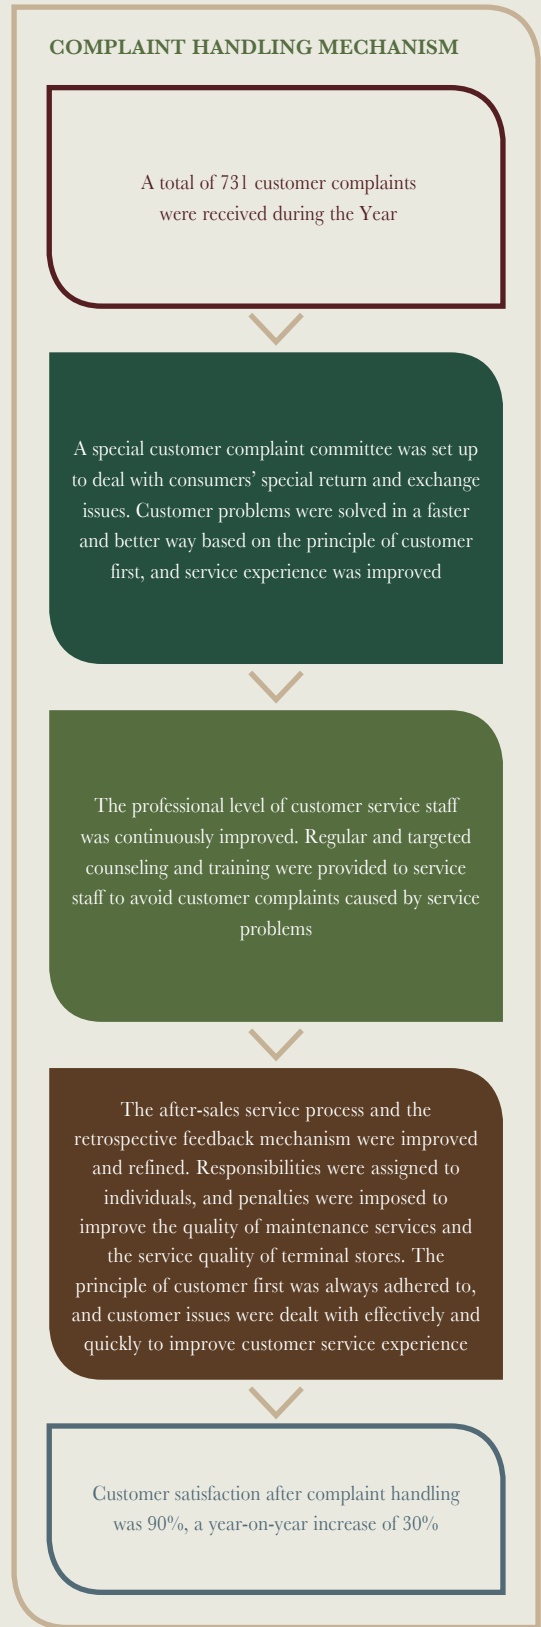 COMPLAINT HANDLING MECHANISM
A total of 731 customer complaints
were received during the Year
A special customer complaint committee was set up
to deal with consumers’ special return and exchange
issues. Customer problems were solved in a faster
and better way based on the principle of customer
first, and service experience was improved
The professional level of customer service staff
was continuously improved. Regular and targeted
counseling and training were provided to service
staff to avoid customer complaints caused by service
problems
The after-sales service process and the
retrospective feedback mechanism were improved
and refined. Responsibilities were assigned to
individuals, and penalties were imposed to
improve the quality of maintenance services and
the service quality of terminal stores. The
principle of customer first was always adhered to,
and customer issues were dealt with effectively and
quickly to improve customer service experience
Customer satisfaction after complaint handling
was 90%, a year-on-year increase of 30%